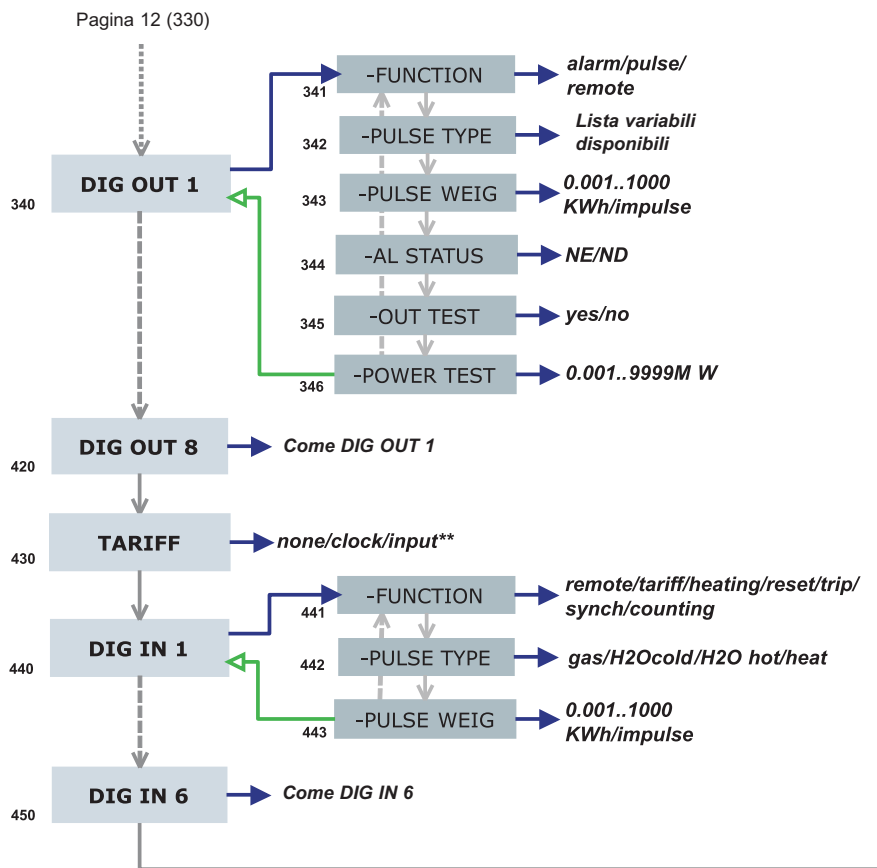 Pagina 12 (330)
DIG OUT 1
340
-FUNCTION
341
alarm/pulse/
remote
-PULSE TYPE
342
Lista variabili
disponibili
-PULSE WEIG
343
0.001..1000
KWh/impulse
-AL STATUS
344
NE/ND
-OUT TEST
345
yes/no
-POWER TEST
346
0.001..9999M W
DIG OUT 8
420
Come DIG OUT 1
TARIFF
430
none/clock/input**
DIG IN 1
440
-FUNCTION
441
remote/tariff/heating/reset/trip/
synch/counting
-PULSE TYPE
442
gas/H2Ocold/H2O hot/heat
-PULSE WEIG
443
0.001..1000
KWh/impulse
DIG IN 6
450
Come DIG IN 6